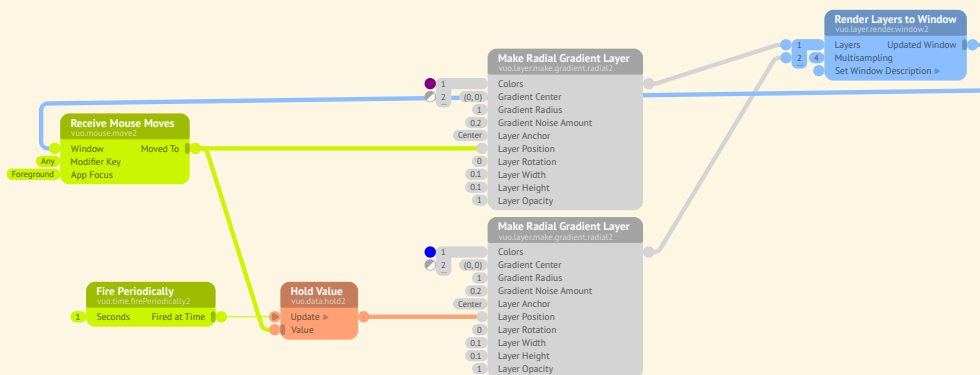 Render Layers to Window
vuo.layer.render.window2
1 Layers Updated Window
2 4 Multisampling
Set Window Description
Make Radial Gradient Layer
vuo.layer.make.gradient.radial2
1 Colors
2 (0,0) Gradient Center
1 Gradient Radius
0.2 Gradient Noise Amount
Center Layer Anchor
Layer Position
0 Layer Rotation
0.1 Layer Width
0.1 Layer Height
1 Layer Opacity
Receive Mouse Moves
vuo.mouse.move2
Window Moved To
Any Modifier Key
Foreground App Focus
Make Radial Gradient Layer
vuo.layer.make.gradient.radial2
1 Colors
2 (0,0) Gradient Center
1 Gradient Radius
0.2 Gradient Noise Amount
Center Layer Anchor
Layer Position
0 Layer Rotation
0.1 Layer Width
0.1 Layer Height
1 Layer Opacity
Fire Periodically
vuo.time.firePeriodically2
1 Seconds Fired at Time
Hold Value
vuo.data.hold2
Update
Value